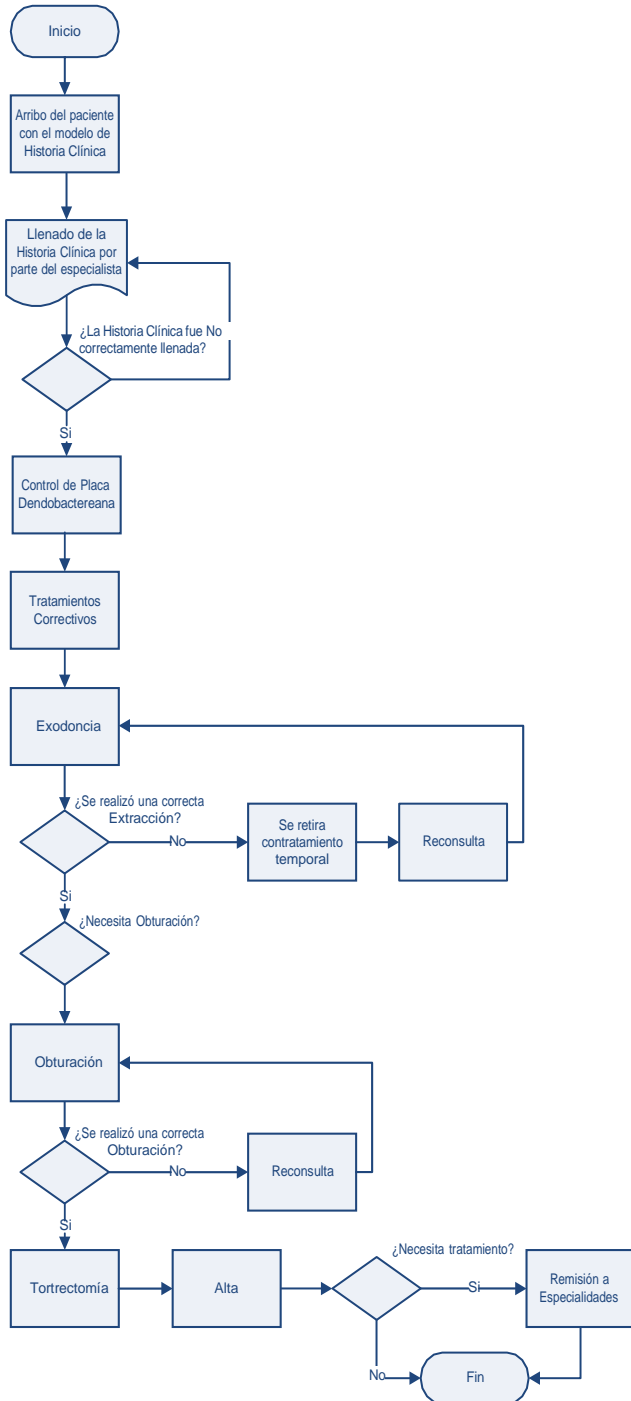 Inicio
Arribo del paciente
con el modelo de
Historia Clínica
Llenado de la
Historia Clínica por
parte del especialista
¿La Historia Clínica fue No
correctamente llenada?
Si
Control de Placa
Dendobactereana
Tratamientos
Correctivos
Exodoncia
¿Se realizó una correcta
Extracción?
No
Se retira
contratamiento
temporal
Reconsulta
Si
¿Necesita Obturación?
Obturación
¿Se realizó una correcta
Obturación?
No
Reconsulta
Si
Tortrectomía
Alta
¿Necesita tratamiento?
Si
Remisión a
Especialidades
No
Fin